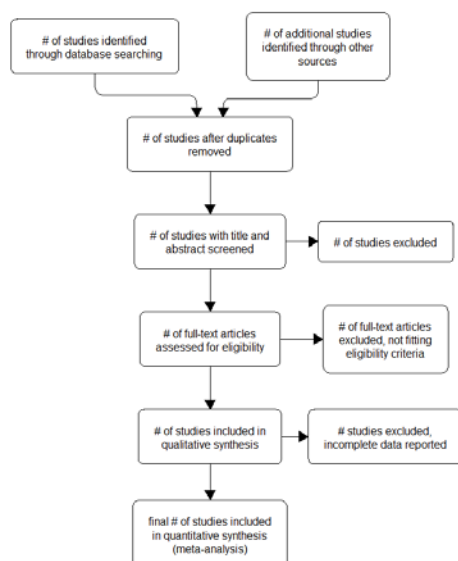 # of studies identified
through database searching
# of additional studies
identified through other
sources
# of studies after duplicates
removed
# of studies with title and
abstract screened
# of studies excluded
# of full-text articles
assessed for eligibility
# of full-text articles
excluded, not fitting
eligibility criteria
# of studies included in
qualitative synthesis
# studies excluded,
incomplete data reported
final # of studies included
in quantitative synthesis
(meta-analysis)